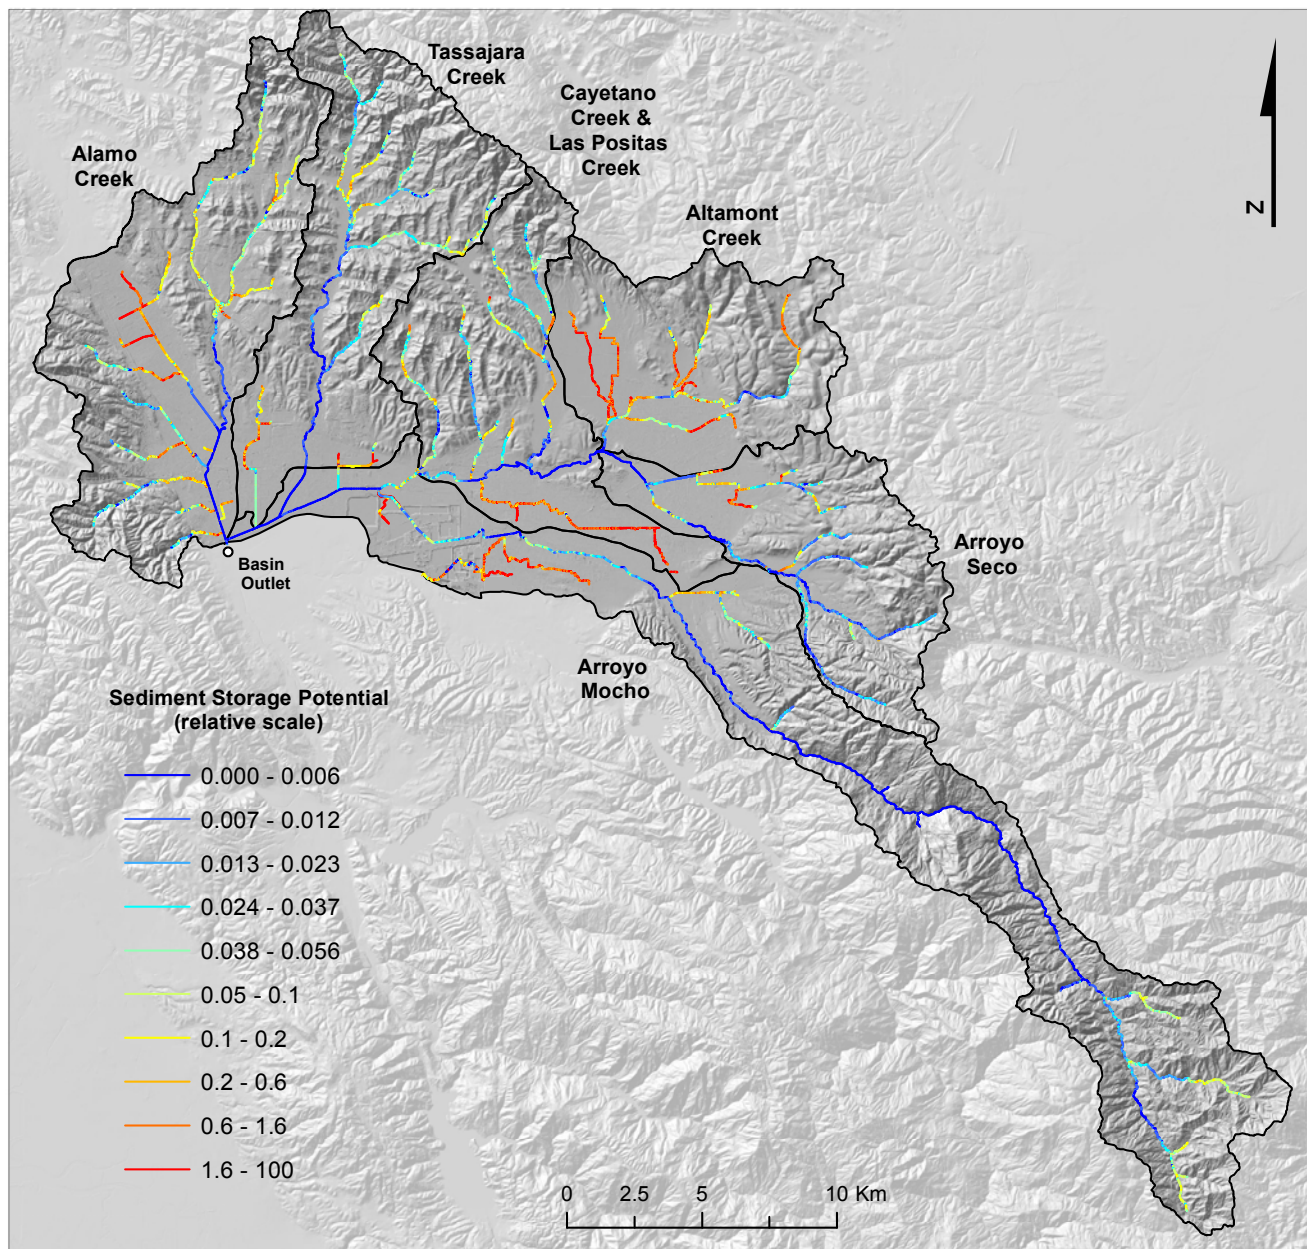 Tassajara
Creek
Cayetano
Creek &
Las Positas
Creek
Alamo
Creek
Altamont
Creek
N
Arroyo
Seco
Basin
Outlet
Arroyo
Mocho
Sediment Storage Potential
(relative scale)
0.000 - 0.006
0.007 - 0.012
0.013 - 0.023
0.024 - 0.037
0.038 - 0.056
0.05 - 0.1
0.1 - 0.2
0.2 - 0.6
0.6 - 1.6
1.6 - 100
0 2.5 5 10 Km